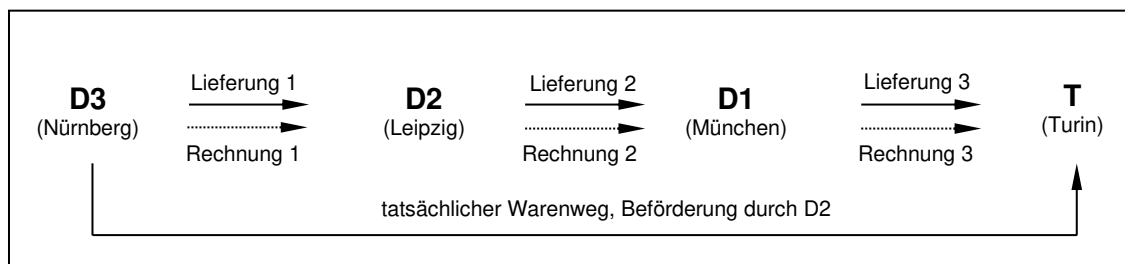 Lieferung 1 Lieferung 2 Lieferung 3
D3 D2 D1 T
(Nürnberg) (Leipzig) (München) (Turin)
Rechnung 1 Rechnung 2 Rechnung 3
tatsächlicher Warenweg, Beförderung durch D2